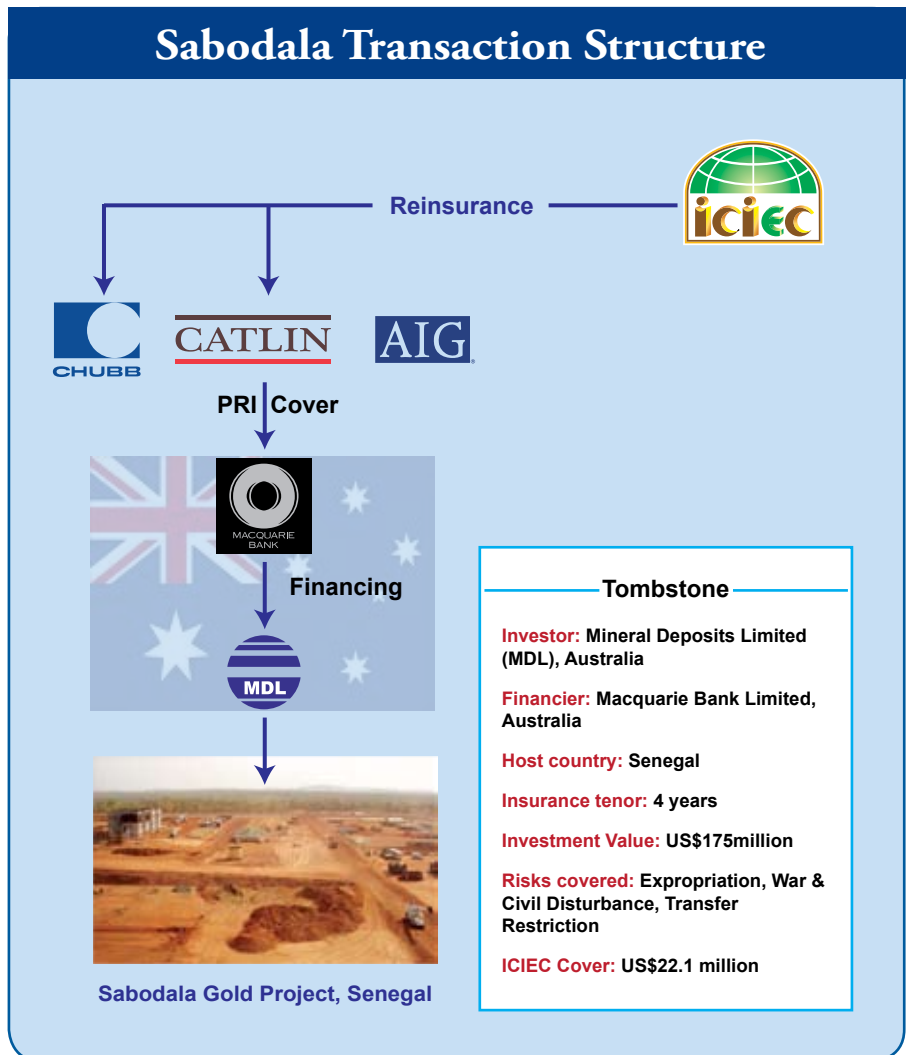 Sabodala Transaction Structure
Reinsurance
iciec
CHUBB
CATLIN
AIG
PRI Cover
MACQUARIE
BANK
Financing
MDL
Sabodala Gold Project, Senegal
Tombstone
Investor: Mineral Deposits Limited
(MDL), Australia
Financier: Macquarie Bank Limited,
Australia
Host country: Senegal
Insurance tenor: 4 years
Investment Value: US$175million
Risks covered: Expropriation, War &
Civil Disturbance, Transfer
Restriction
ICIEC Cover: US$22.1 million